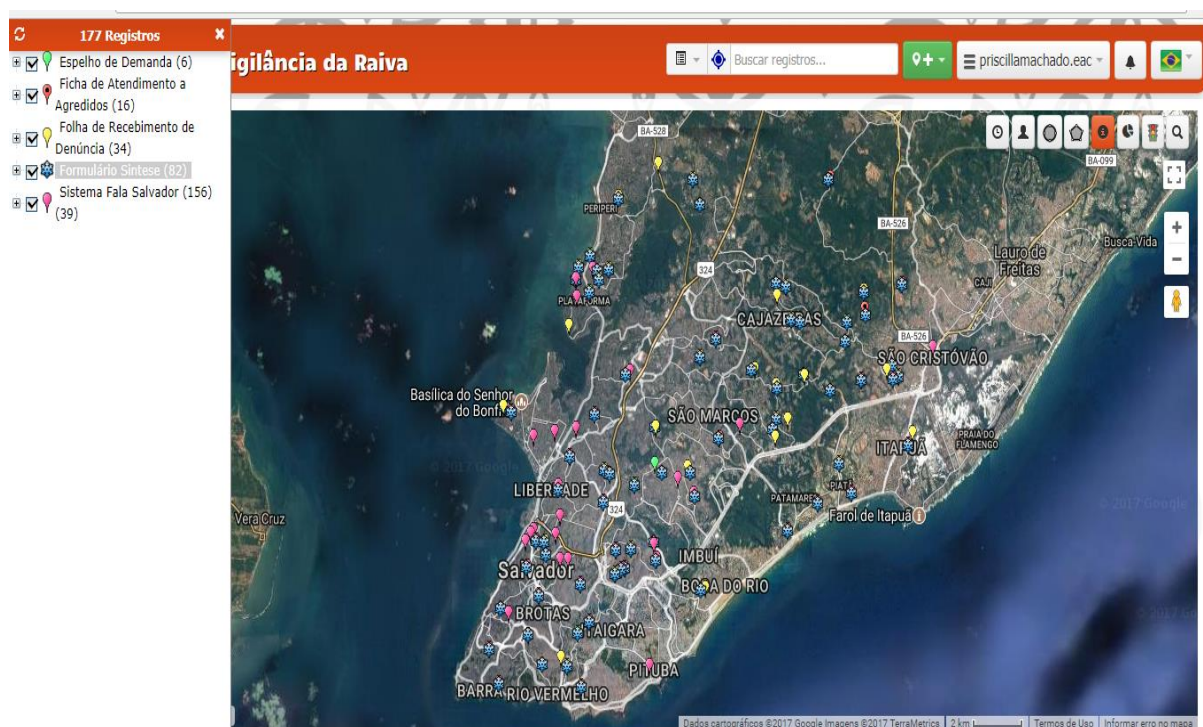 177 Registros
Espelho de Demanda (6)
Ficha de Atendimento a
Agredidos (16)
Folha de Recebimento de
Denúncia (34)
Formulário Síntese (82)
Sistema Fala Salvador (156)
(39)
igilância da Raiva
Buscar registros...
priscillamachado.eac
BA-528
BA-099
PERIPERI
BA-526
Lauro de
Freitas
Busca-Vida
324
CAJI
PLATAFORMA
CAJAZEIRAS
BA-526
SÃO CRISTÓVÃO
Basílica do Senhor
do Bonfim
SÃO MARCOS
ITAPUÃ
PRAIA DO
FLAMENGO
© 2017 Google
LIBERDADE
PATAMARES
PIATÃ
© 2017 Google
Vera Cruz
324
Farol de Itapuã
IMBUÍ
Salvador
BOCA DO RIO
BROTAS
ITAIGARA
© 2017 Google
PITUBA
BARRA
RIO VERMELHO
Dados cartográficos ©2017 Google Imagens ©2017 TerraMetrics
2 km
Termos de Uso
Informar erro no mapa